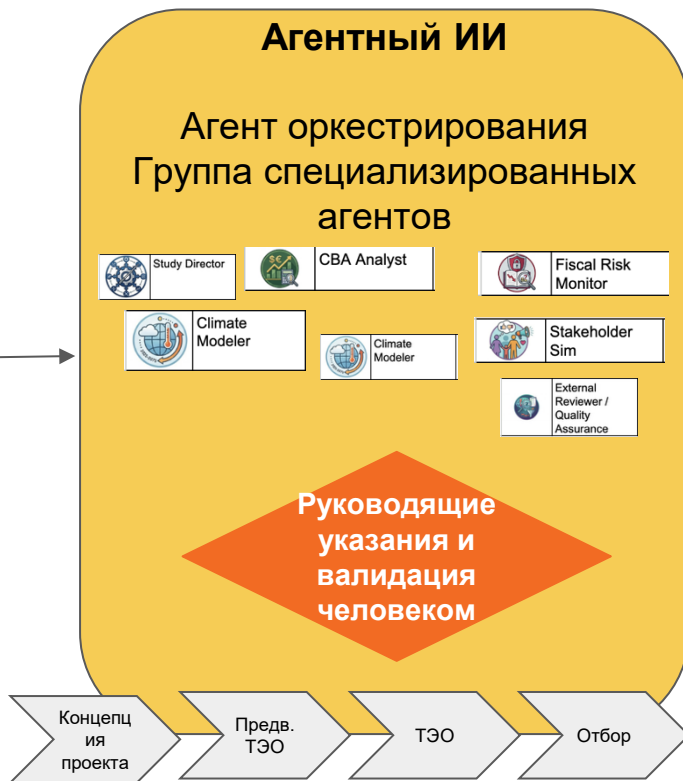 Агентный ИИ
Агент оркестрирования
Группа специализированных
агентов
Study Director
CBA Analyst
Fiscal Risk
Monitor
Climate
Modeler
Climate
Modeler
Stakeholder
Sim
External
Reviewer /
Quality
Assurance
Руководящие
указания и
валидация
человеком
Концепц
ия
проекта
Предв.
ТЭО
ТЭО
Отбор